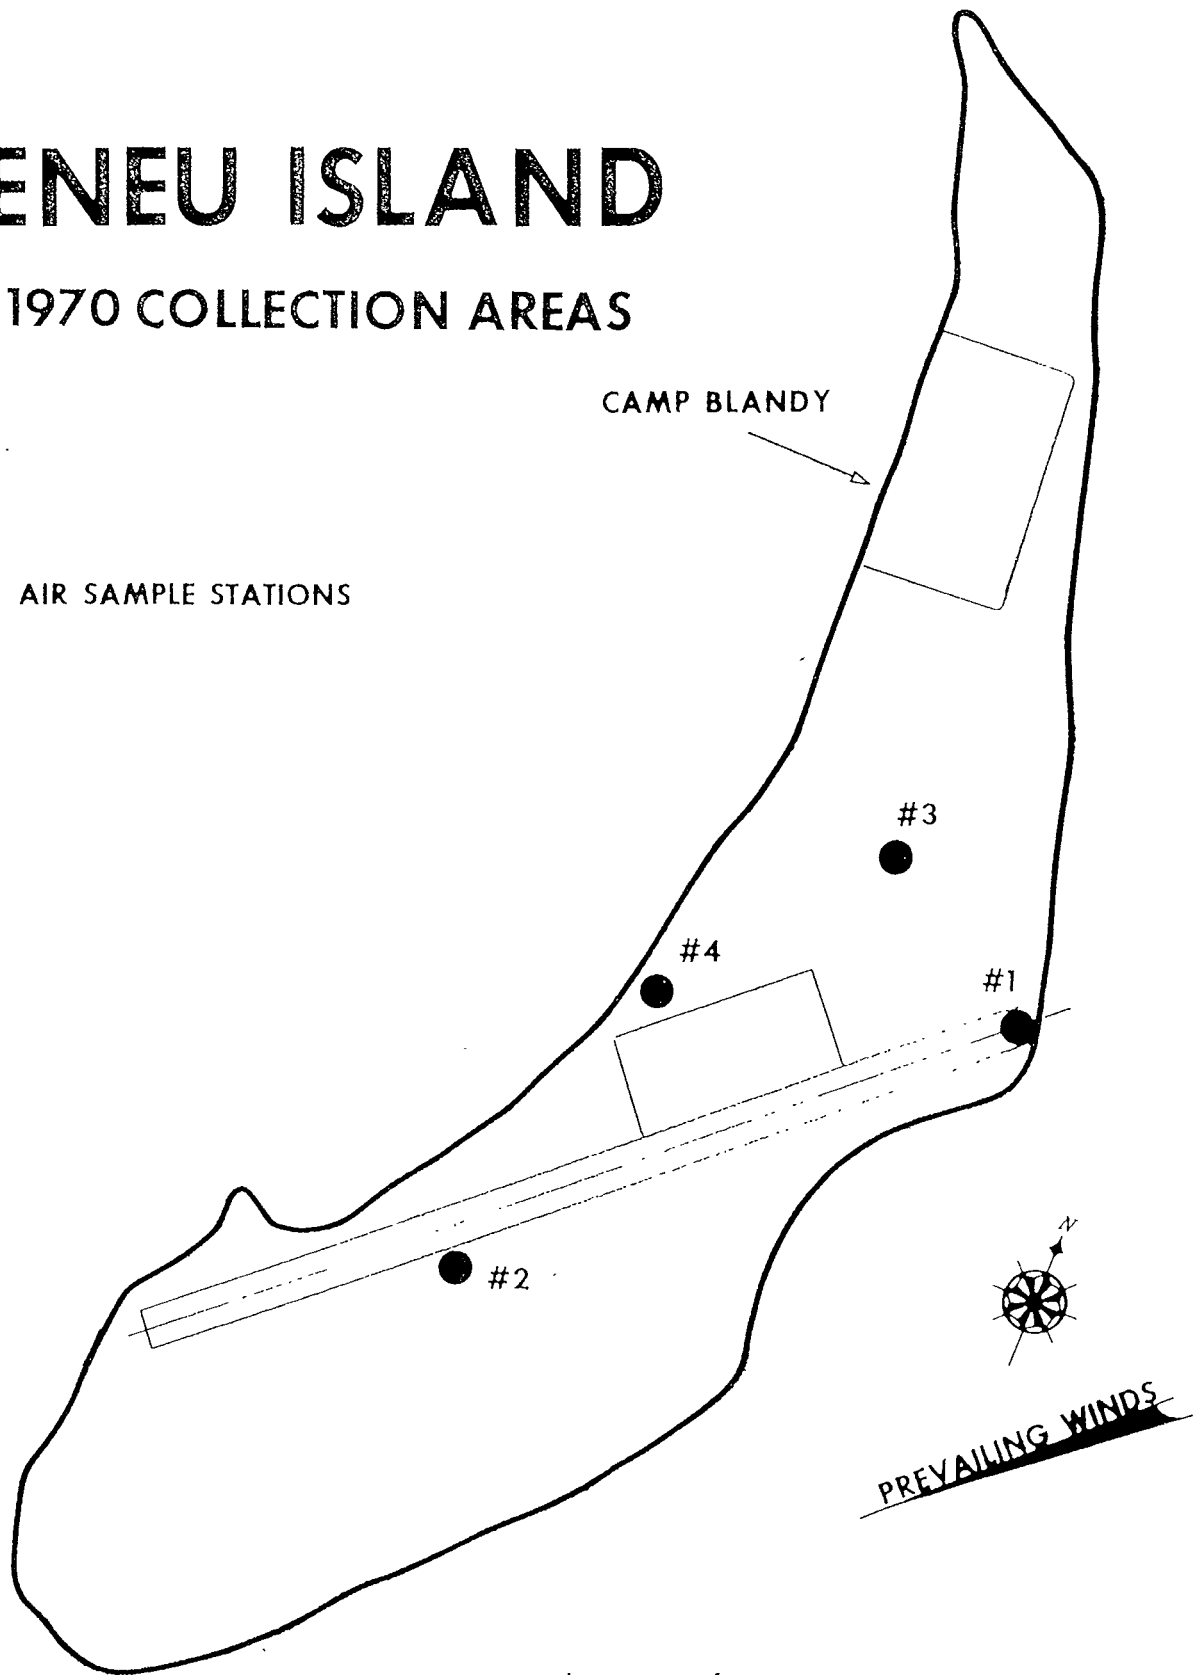 ENEU ISLAND
1970 COLLECTION AREAS
CAMP BLANDY
AIR SAMPLE STATIONS
#3
#4
#1
#2
N
PREVAILING WINDS